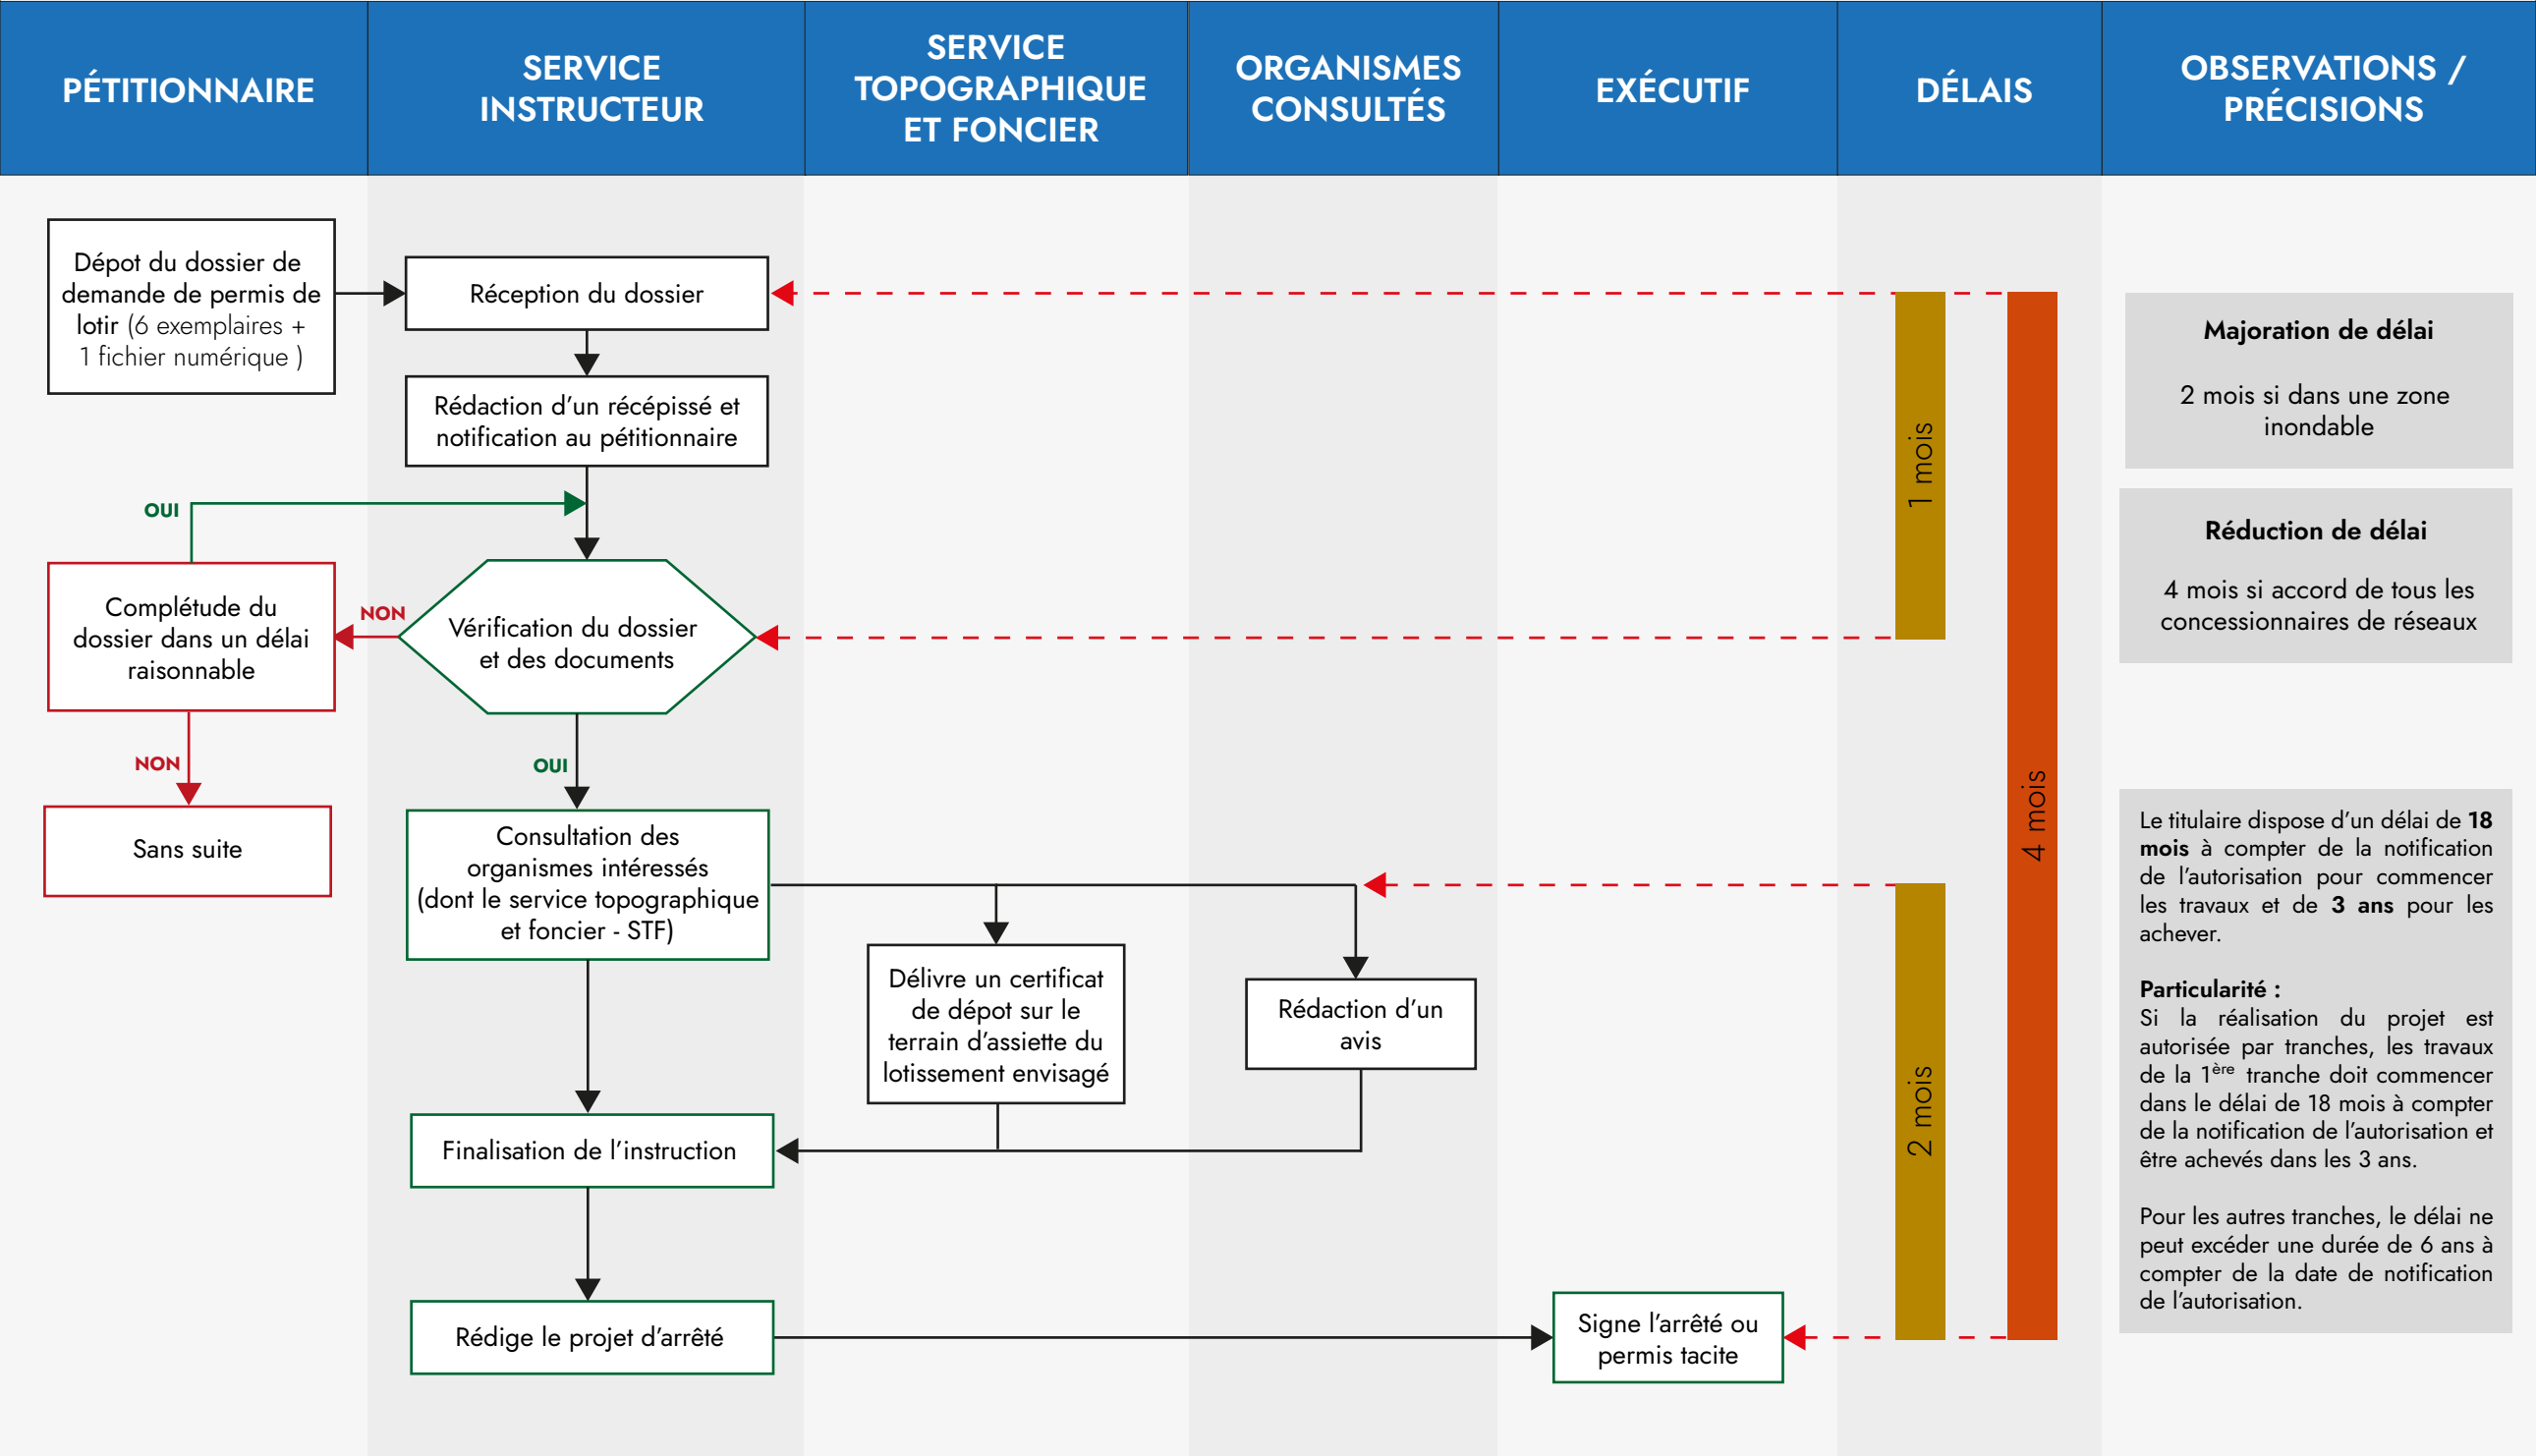 PÉTITIONNAIRE
SERVICE
INSTRUCTEUR
SERVICE
TOPOGRAPHIQUE
ET FONCIER
ORGANISMES
CONSULTÉS
EXÉCUTIF
DÉLAIS
OBSERVATIONS /
PRÉCISIONS
Dépot du dossier de
demande de permis de
lotir (6 exemplaires +
1 fichier numérique )
Réception du dossier
Rédaction d’un récépissé et
notification au pétitionnaire
OUI
Complétude du
dossier dans un délai
raisonnable
NON
Vérification du dossier
et des documents
NON
Sans suite
OUI
Consultation des
organismes intéressés
(dont le service topographique
et foncier - STF)
Délivre un certificat
de dépot sur le
terrain d’assiette du
lotissement envisagé
Rédaction d’un
avis
Finalisation de l’instruction
Rédige le projet d’arrêté
Signe l’arrêté ou
permis tacite
1 mois
4 mois
2 mois
Majoration de délai
2 mois si dans une zone
inondable
Réduction de délai
4 mois si accord de tous les
concessionnaires de réseaux
Le titulaire dispose d’un délai de 18
mois à compter de la notification
de l’autorisation pour commencer
les travaux et de 3 ans pour les
achever.
Particularité :
Si la réalisation du projet est
autorisée par tranches, les travaux
de la 1ère tranche doit commencer
dans le délai de 18 mois à compter
de la notification de l’autorisation et
être achevés dans les 3 ans.
Pour les autres tranches, le délai ne
peut excéder une durée de 6 ans à
compter de la date de notification
de l’autorisation.